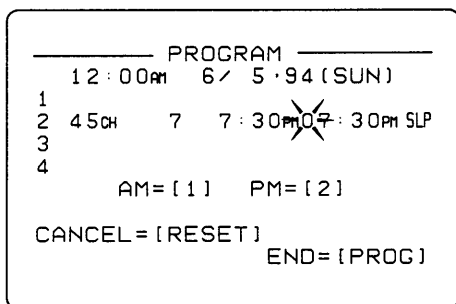 PROGRAM
12:00AM 6/ 5·94(SUN)
1
2 45CH 7 7:30PM 07:30PM SLP
3
4
AM=[1] PM=[2]
CANCEL=[RESET]
END=[PROG]